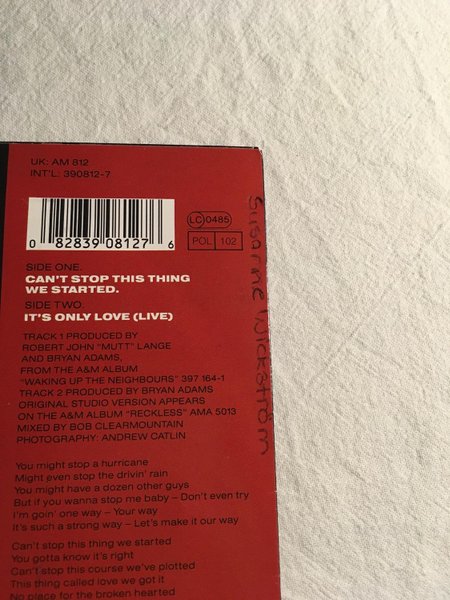 UK: AM 812
INT'L: 390812-7
0 82839 08127 6
LC 0485
POL 102
SIDE ONE:
CAN'T STOP THIS THING
WE STARTED.
SIDE TWO:
IT'S ONLY LOVE (LIVE)
TRACK 1 PRODUCED BY
ROBERT JOHN "MUTT" LANGE
AND BRYAN ADAMS,
FROM THE A&M ALBUM
"WAKING UP THE NEIGHBOURS" 397 164-1
TRACK 2 PRODUCED BY BRYAN ADAMS
ORIGINAL STUDIO VERSION APPEARS
ON THE A&M ALBUM "RECKLESS" AMA 5013
MIXED BY BOB CLEARMOUNTAIN
PHOTOGRAPHY: ANDREW CATLIN
You might stop a hurricane
Might even stop the drivin' rain
You might have a dozen other guys
But if you wanna stop me baby – Don't even try
I'm goin' one way – Your way
It's such a strong way – Let's make it our way
Can't stop this thing we started
You gotta know it's right
Can't stop this course we've plotted
This thing called love we got it
No place for the broken hearted
Susanne Wickström